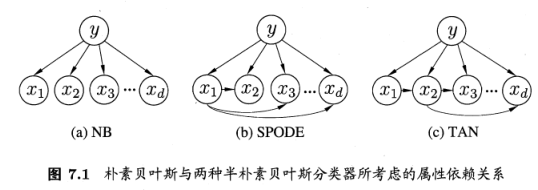 y y y
x1 x2 x3 ... xd x1 x2 x3 ... xd x1 x2 x3 ... xd
(a) NB (b) SPODE (c) TAN
图 7.1 朴素贝叶斯与两种半朴素贝叶斯分类器所考虑的属性依赖关系